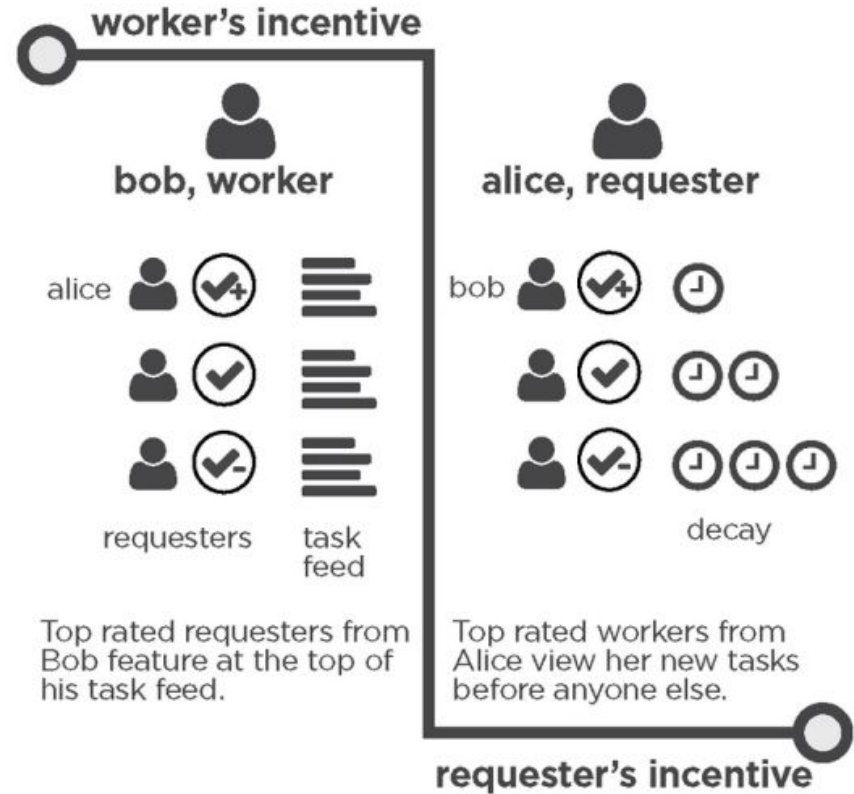 worker's incentive
bob, worker
alice
requesters
task
feed
Top rated requesters from
Bob feature at the top of
his task feed.
alice, requester
bob
decay
Top rated workers from
Alice view her new tasks
before anyone else.
requester's incentive